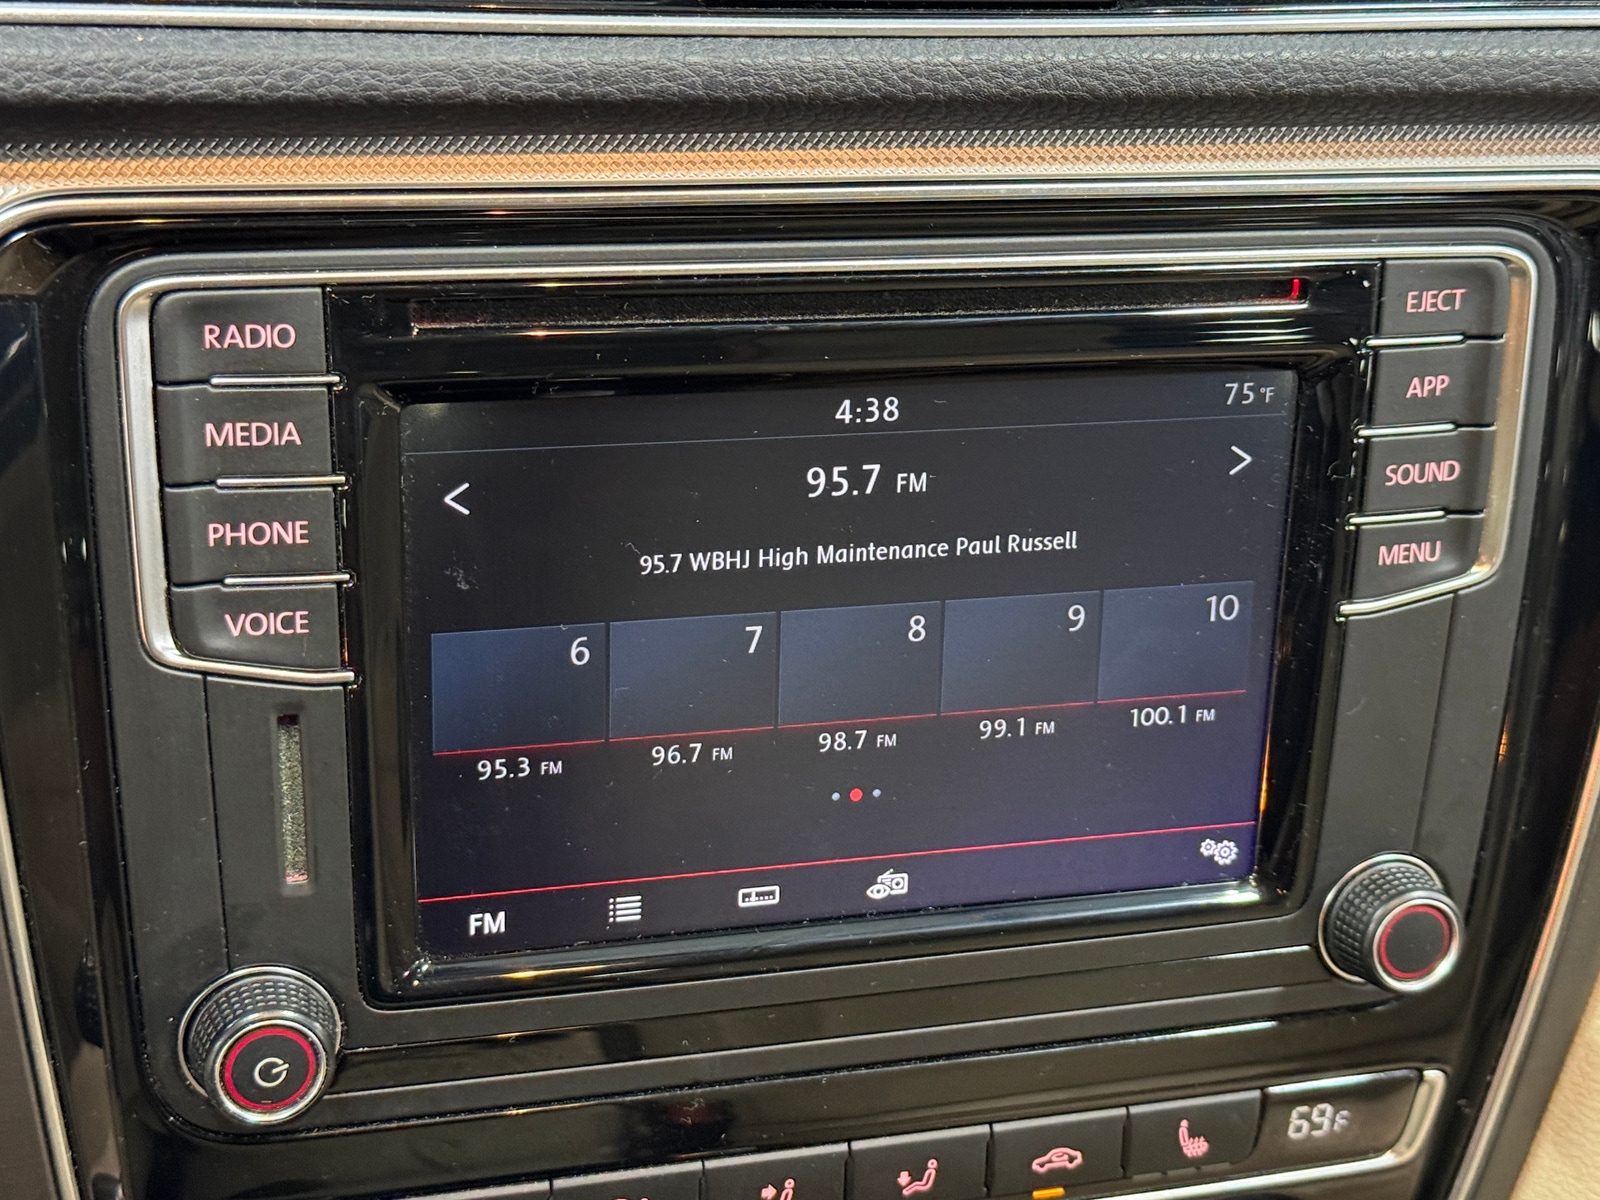 RADIO
MEDIA
PHONE
VOICE
EJECT
APP
SOUND
MENU
4:38
75°F
95.7 FM
95.7 WBHJ High Maintenance Paul Russell
6
7
8
9
10
95.3 FM
96.7 FM
98.7 FM
99.1 FM
100.1 FM
FM
69F